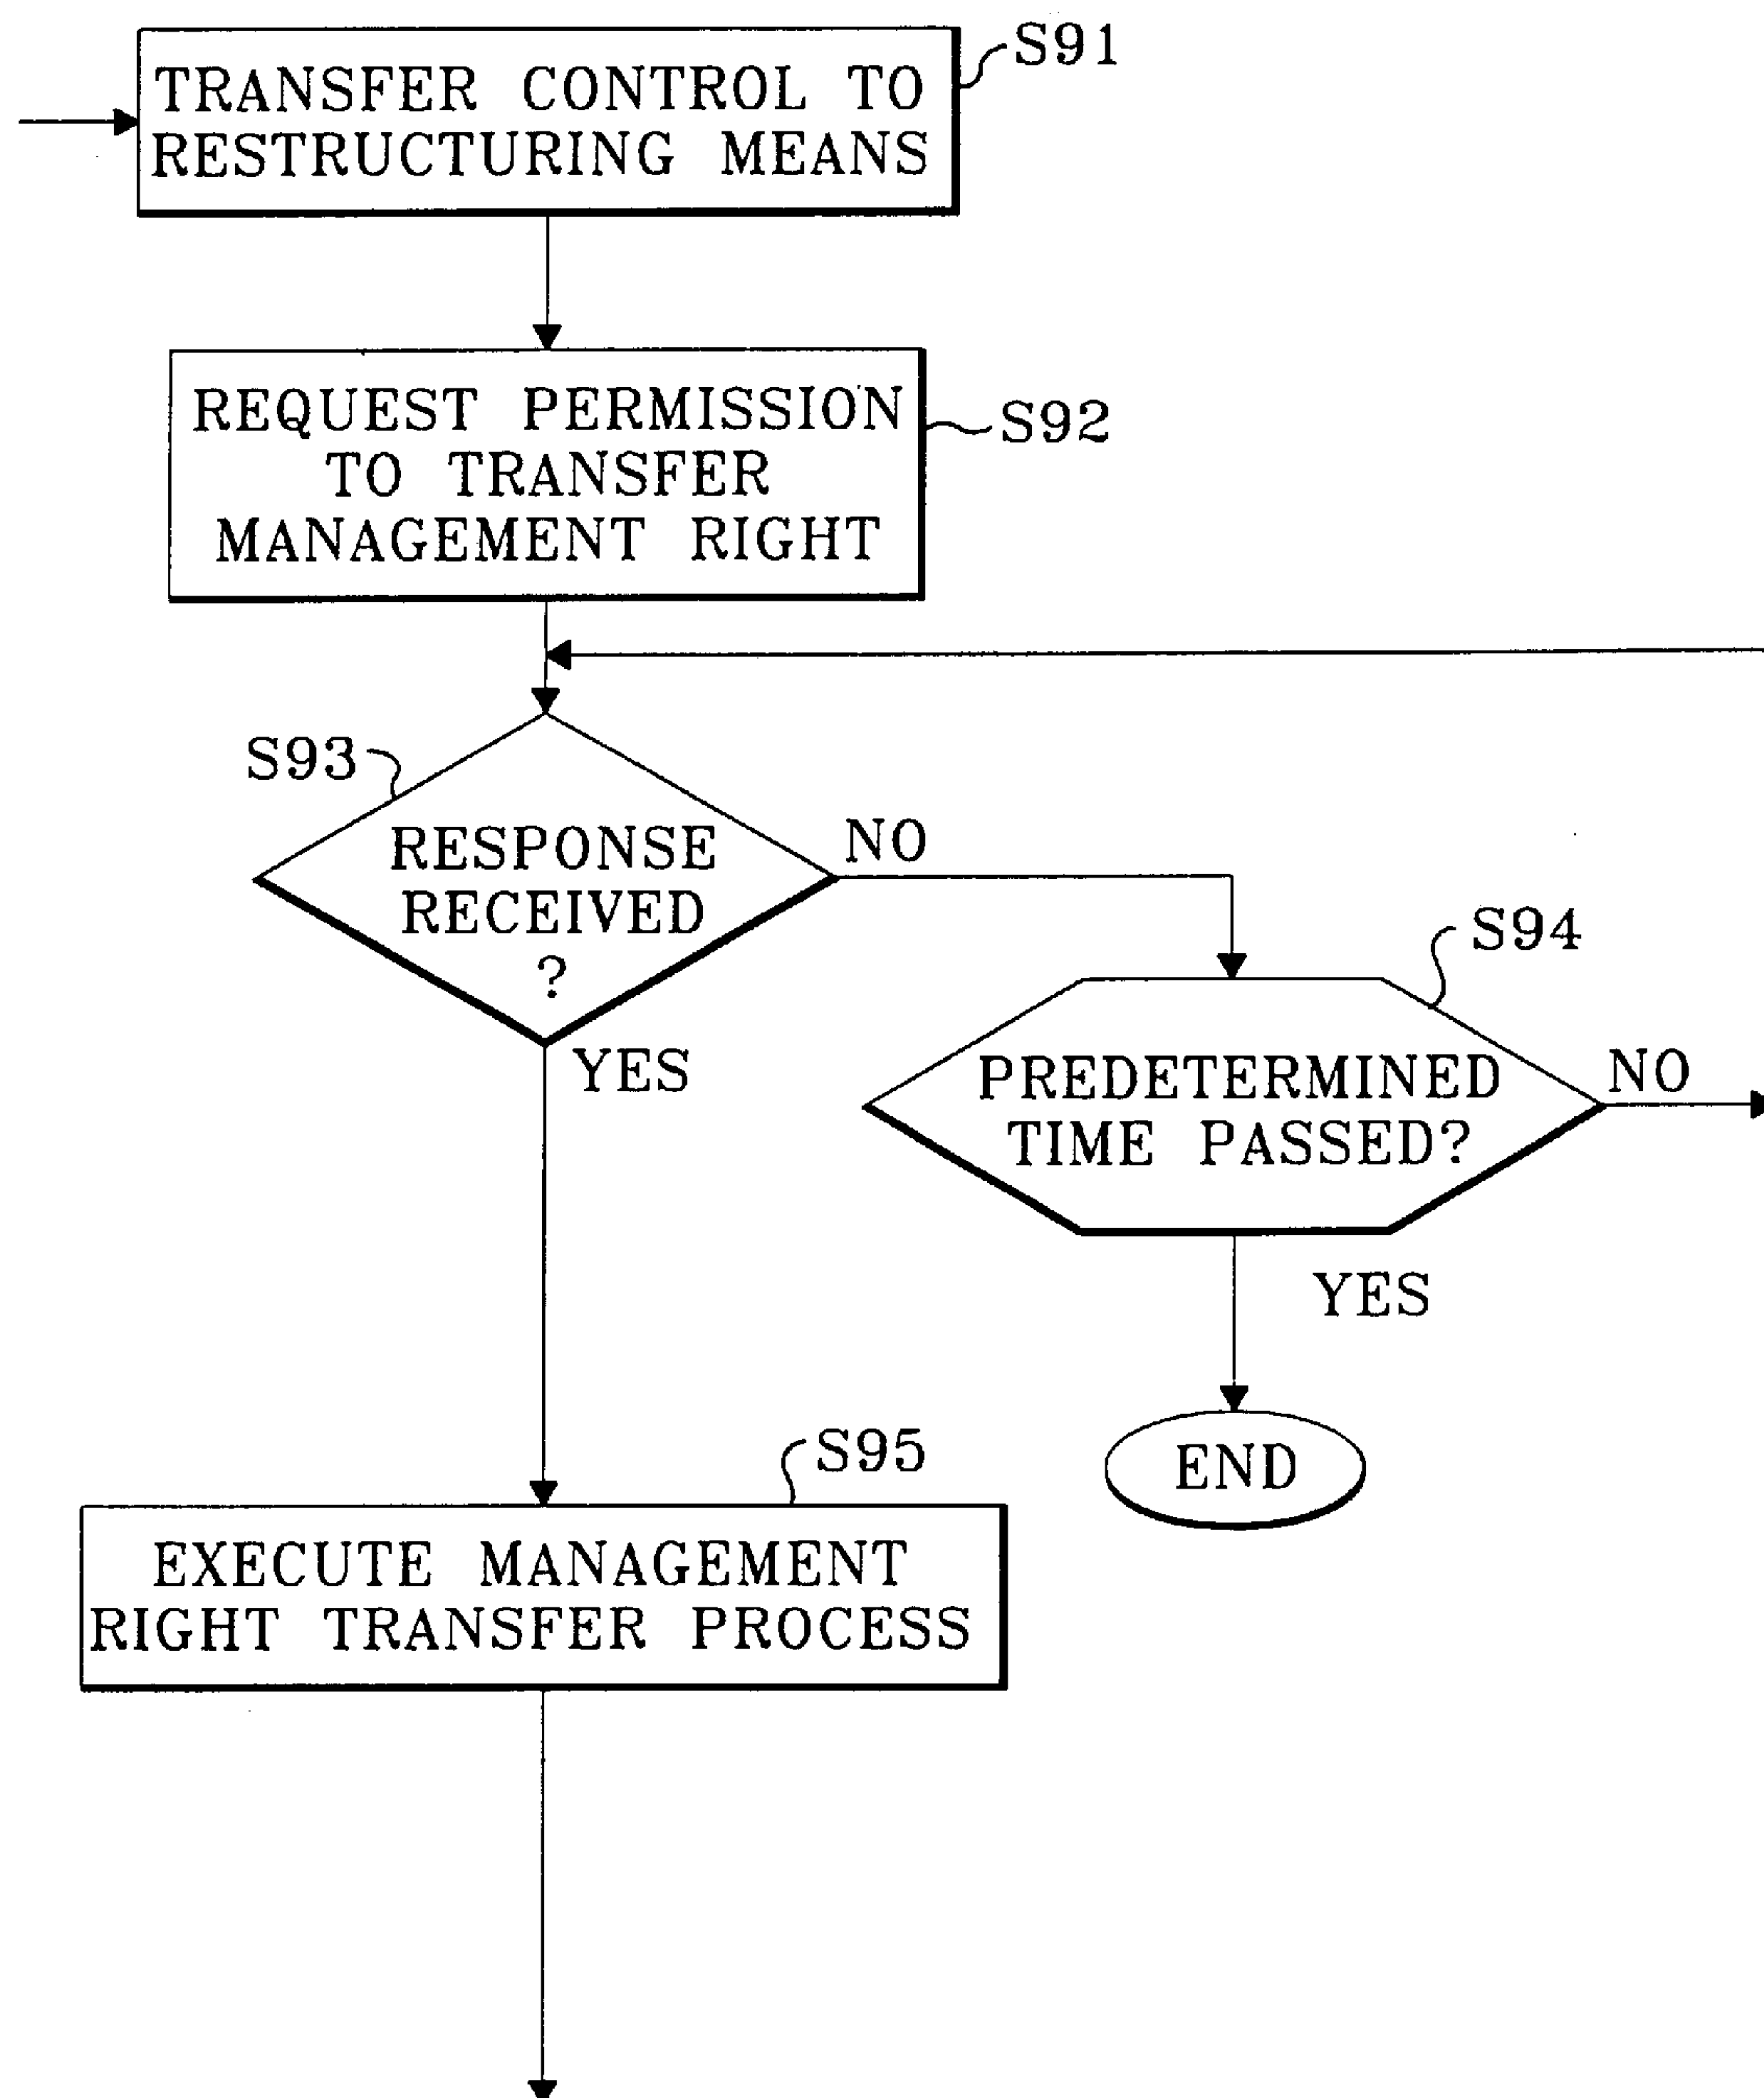 TRANSFER CONTROL TO
RESTRUCTURING MEANS
S91
REQUEST PERMISSION
TO TRANSFER
MANAGEMENT RIGHT
S92
S93
RESPONSE
RECEIVED
?
NO
YES
S94
PREDETERMINED
TIME PASSED?
NO
YES
END
S95
EXECUTE MANAGEMENT
RIGHT TRANSFER PROCESS